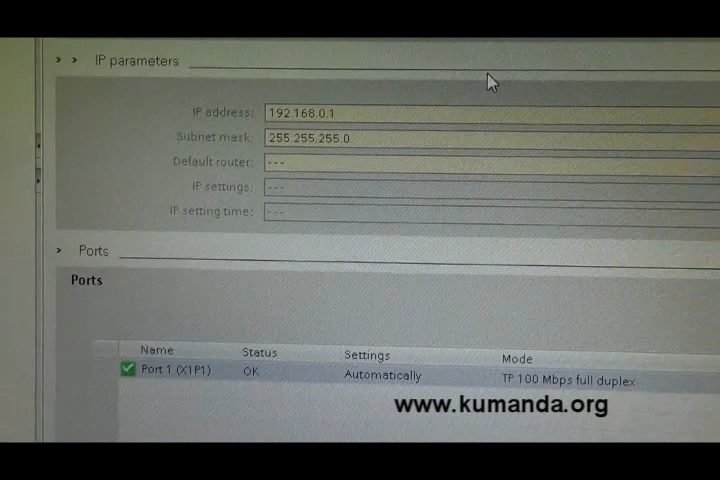 IP parameters
IP address: 192.168.0.1
Subnet mask: 255.255.255.0
Default router: ---
IP settings: ---
IP setting time: ---
Ports
Ports
Name Status Settings Mode
Port 1 (X1P1) OK Automatically TP 100 Mbps full duplex
www.kumanda.org